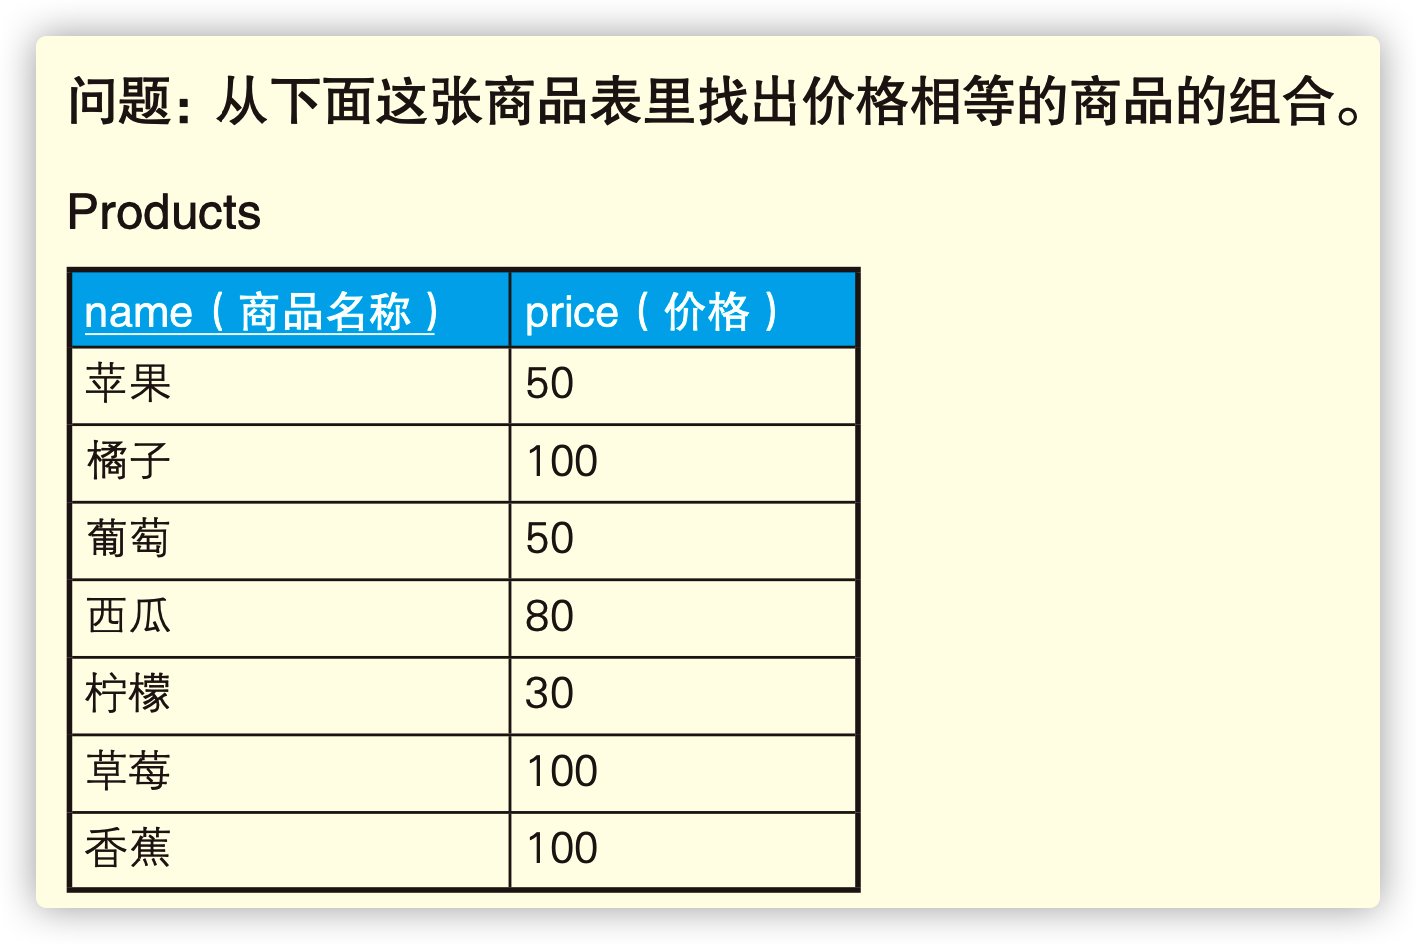 问题：从下面这张商品表里找出价格相等的商品的组合。
Products
name（商品名称） price（价格）
苹果 50
橘子 100
葡萄 50
西瓜 80
柠檬 30
草莓 100
香蕉 100